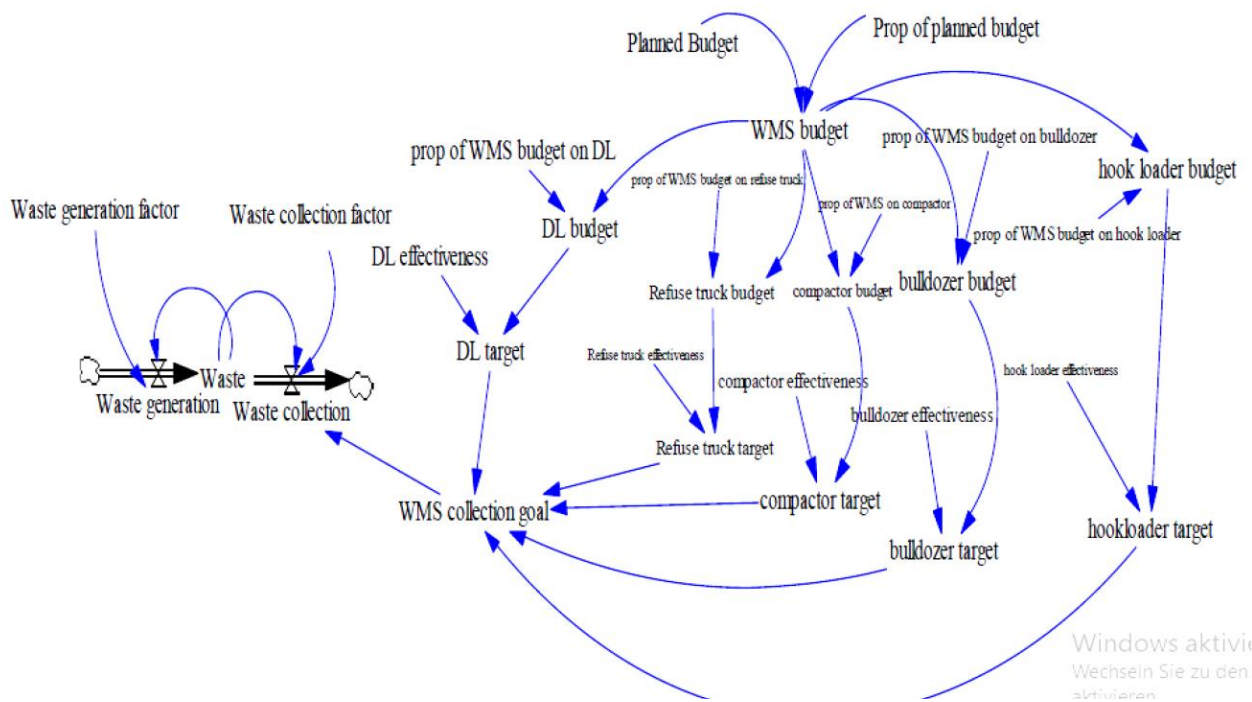 Planned Budget
Prop of planned budget
WMS budget
prop of WMS budget on DL
prop of WMS budget on bulldozer
hook loader budget
prop of WMS budget on refuse truck
Waste generation factor
Waste collection factor
prop of WMS on compactor
DL budget
prop of WMS budget on hook loader
DL effectiveness
Refuse truck budget
compactor budget
bulldozer budget
DL target
Refuse truck effectiveness
hook loader effectiveness
Waste
compactor effectiveness
Waste generation
Waste collection
bulldozer effectiveness
Refuse truck target
WMS collection goal
compactor target
bulldozer target
hookloader target
Windows aktivie
Wechseln Sie zu den
aktivieren